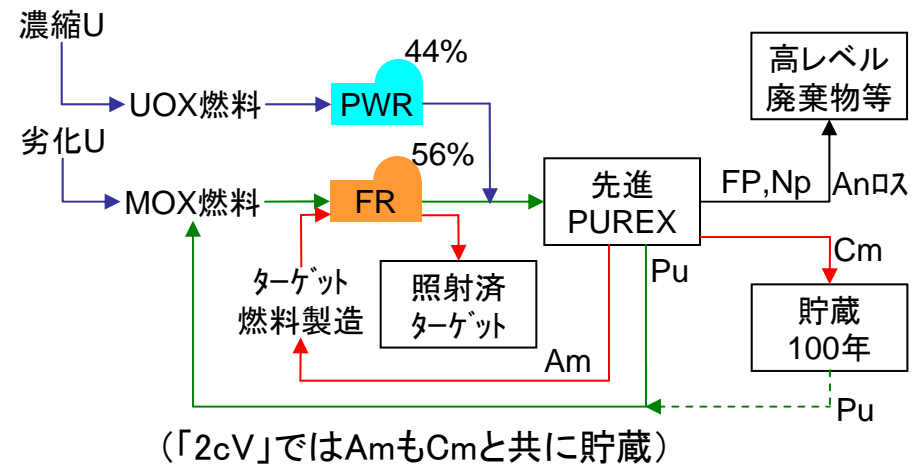 濃縮U
44%
UOX燃料
PWR
高レベル
廃棄物等
劣化U
56%
MOX燃料
FR
先進
PUREX
FP,Np
Anﾛｽ
ﾀｰｹﾞｯﾄ
燃料製造
照射済
ﾀｰｹﾞｯﾄ
Pu
Cm
貯蔵
100年
Am
Pu
(「2cV」ではAmもCmと共に貯蔵)